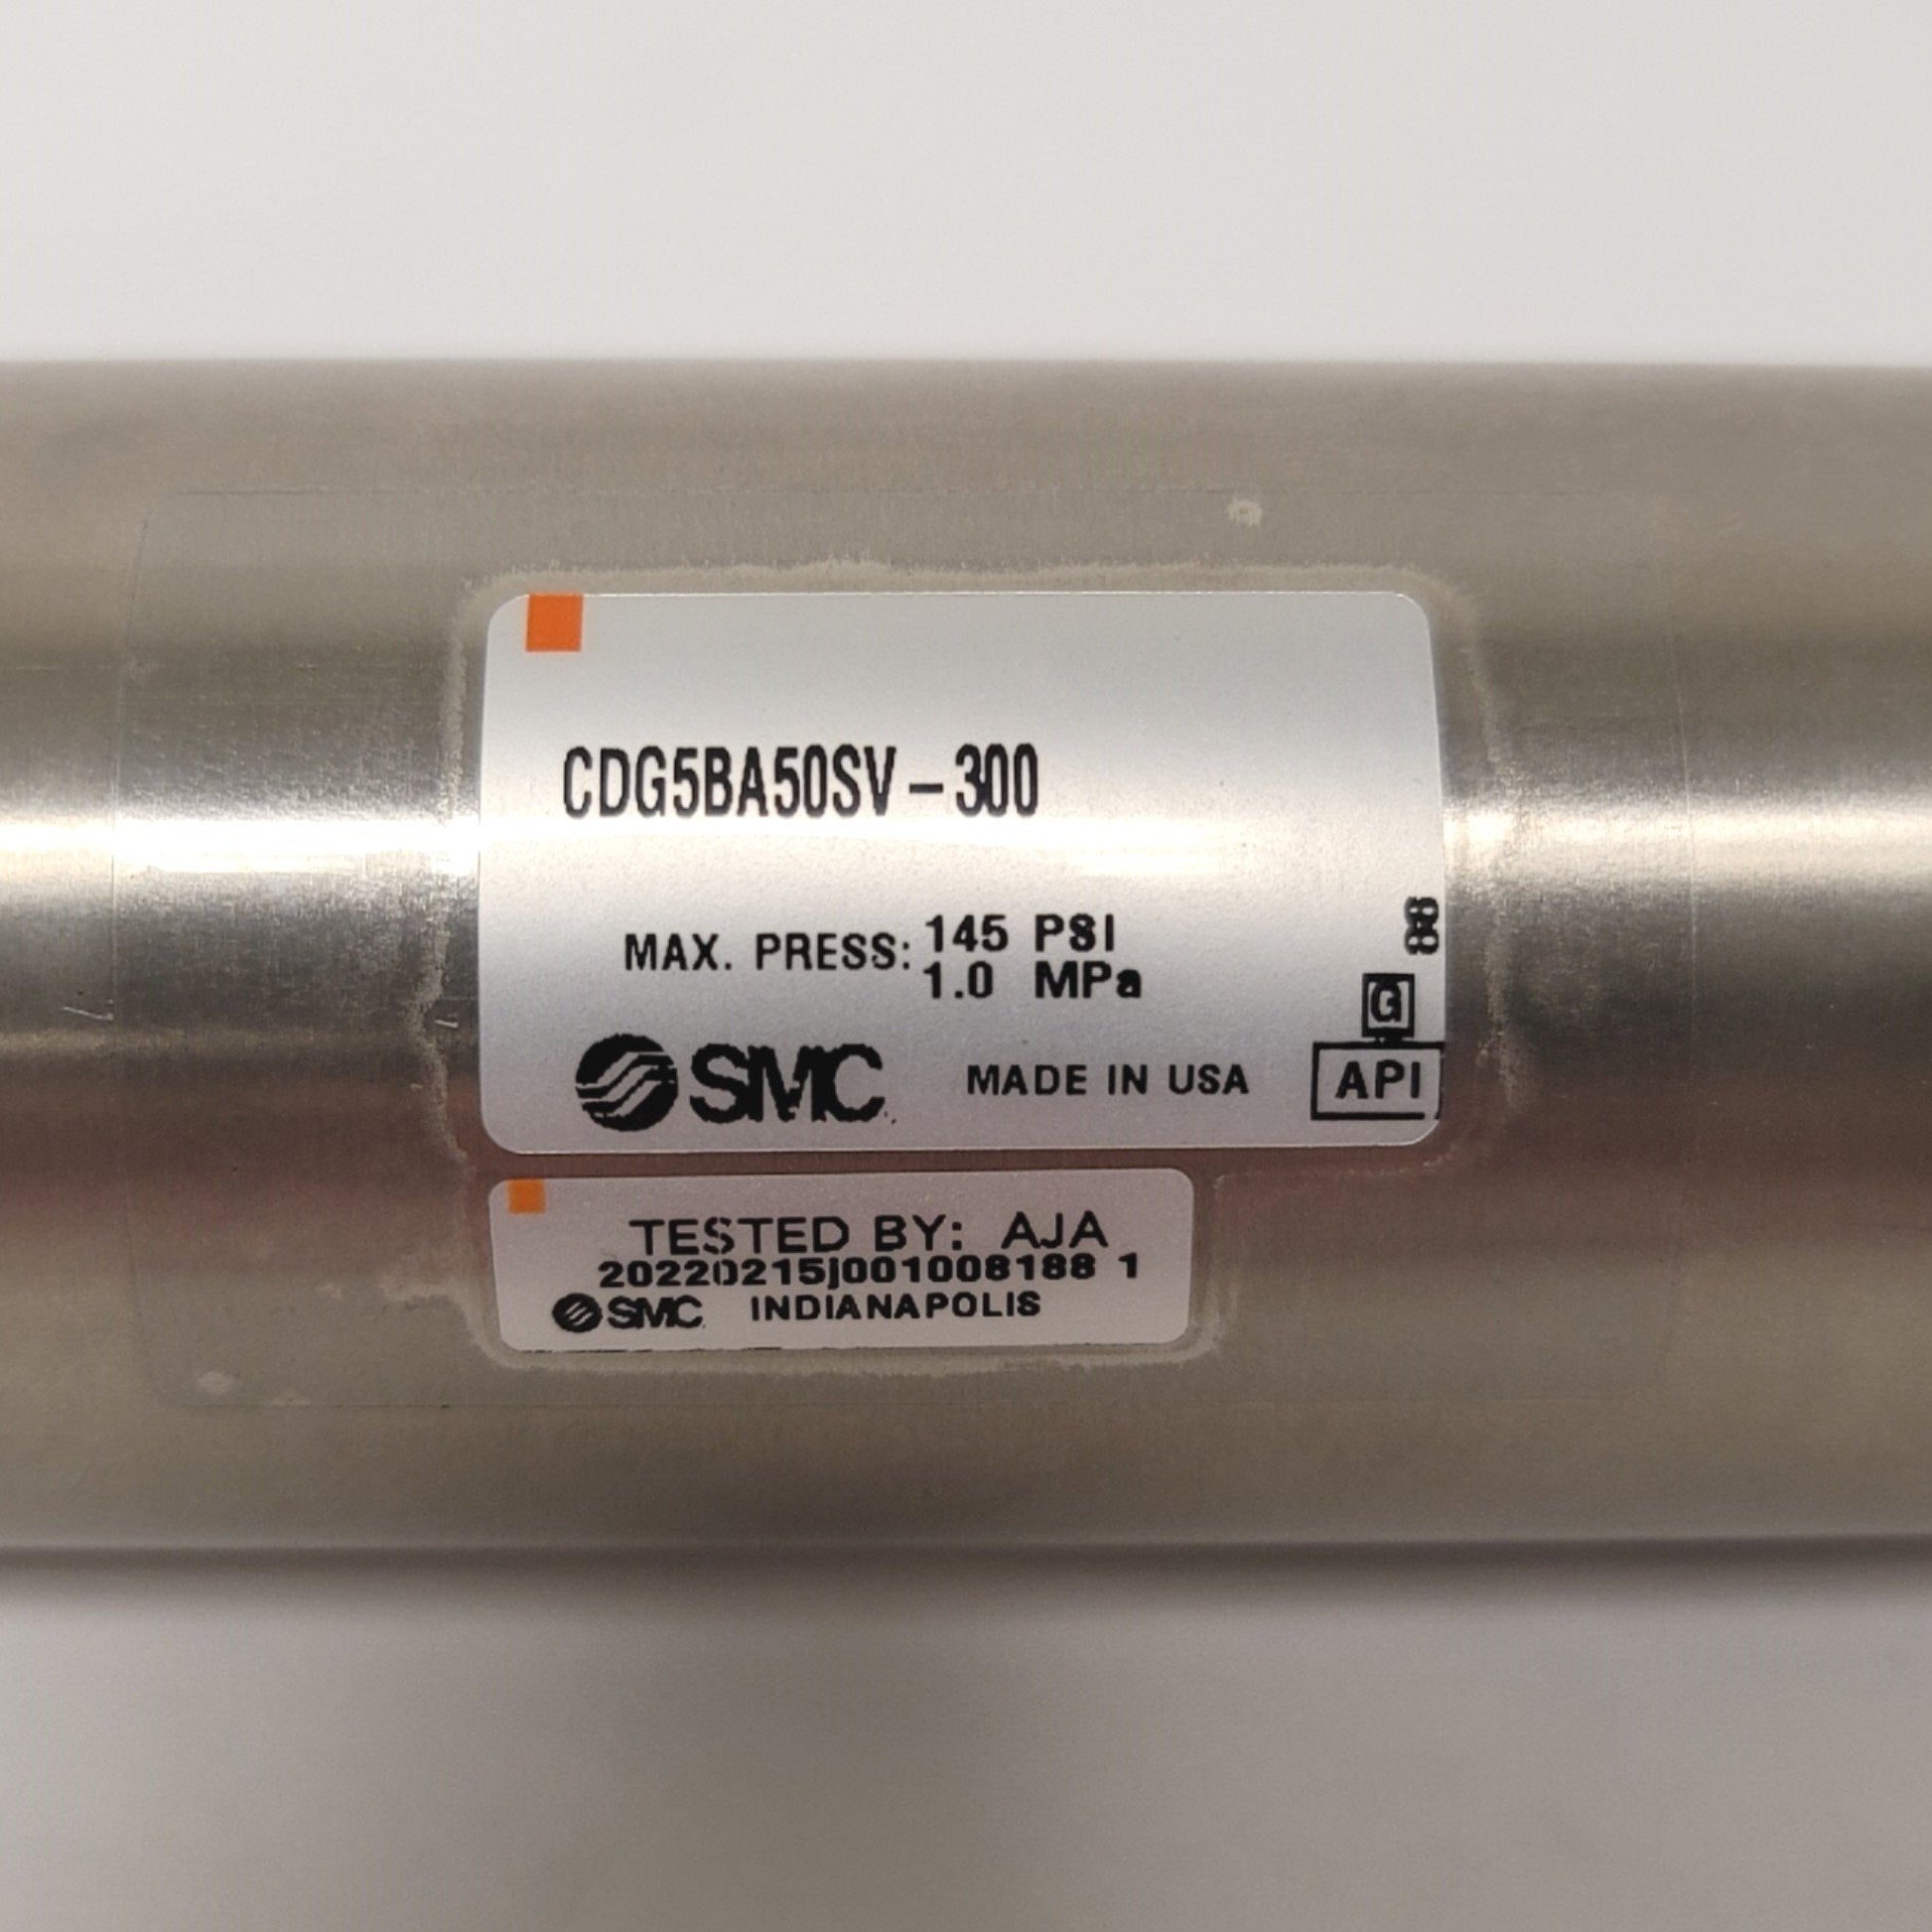 CDG5BA50SV-300
MAX. PRESS: 145 PSI
1.0 MPa
SMC MADE IN USA
G
API
TESTED BY: AJA
20220215J001008188 1
SMC INDIANAPOLIS